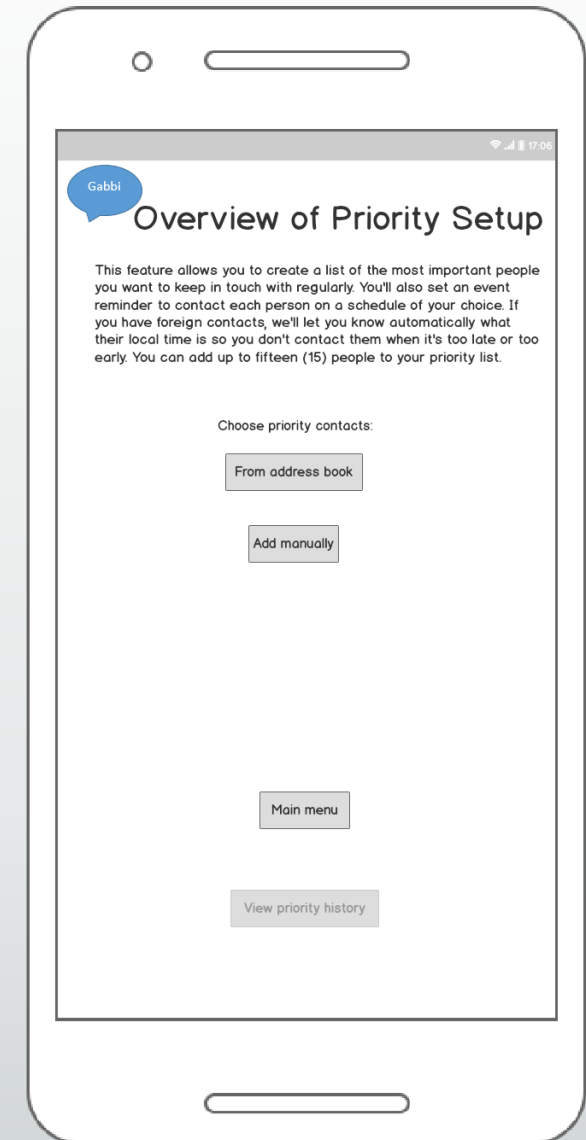 17:06
Gabbi
Overview of Priority Setup
This feature allows you to create a list of the most important people
you want to keep in touch with regularly. You'll also set an event
reminder to contact each person on a schedule of your choice. If
you have foreign contacts, we'll let you know automatically what
their local time is so you don't contact them when it's too late or too
early. You can add up to fifteen (15) people to your priority list.
Choose priority contacts:
From address book
Add manually
Main menu
View priority history